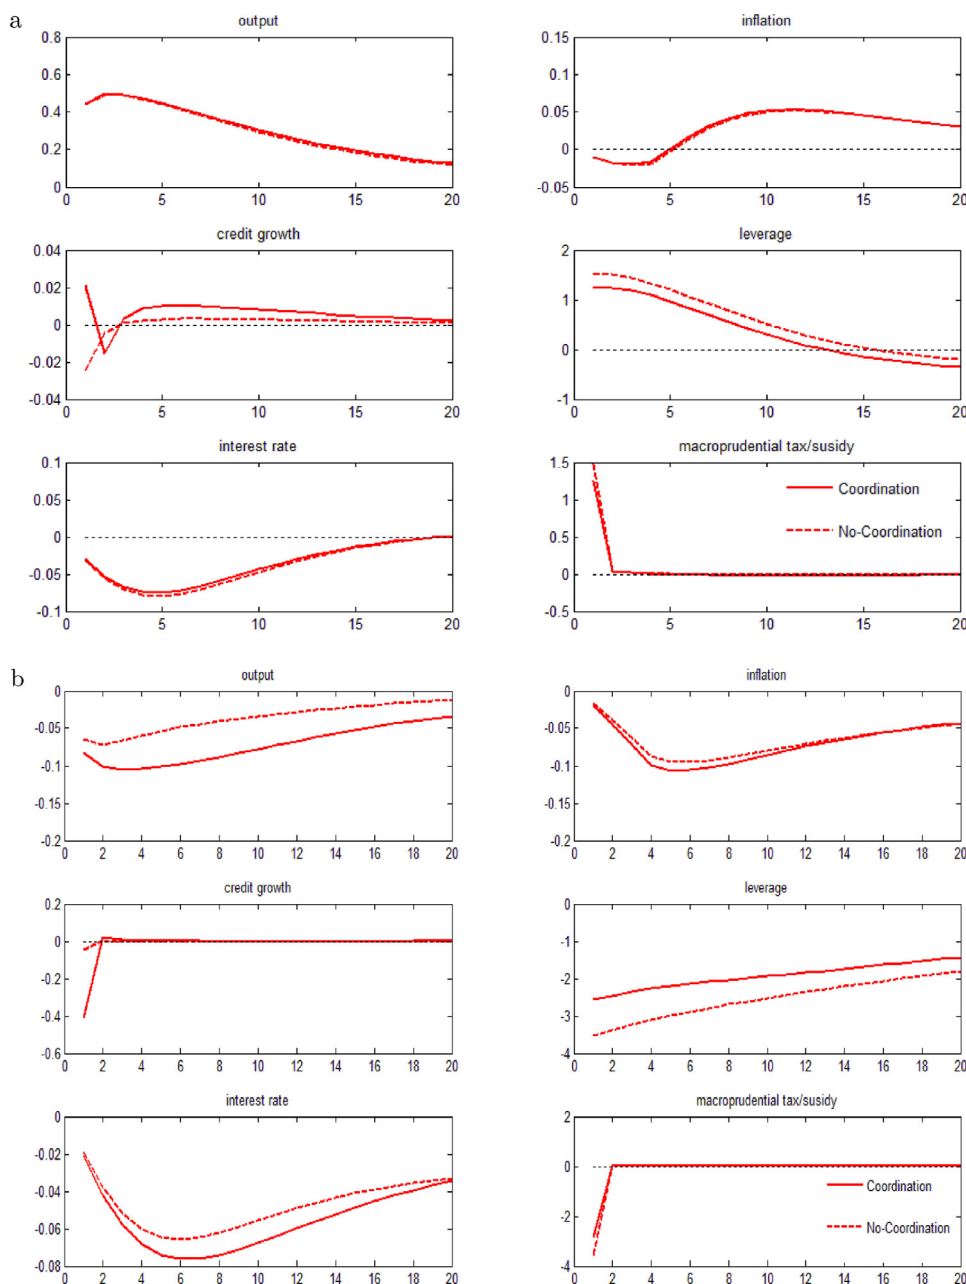 a
output
0.8
0.6
0.4
0.2
0
0 5 10 15 20
inflation
0.15
0.1
0.05
0
-0.05
0 5 10 15 20
credit growth
0.04
0.02
0
-0.02
-0.04
0 5 10 15 20
leverage
2
1
0
-1
0 5 10 15 20
interest rate
0.1
0.05
0
-0.05
-0.1
0 5 10 15 20
macroprudential tax/susidy
1.5
1
0.5
0
-0.5
0 5 10 15 20
Coordination
No-Coordination
b
output
0
-0.05
-0.1
-0.15
-0.2
0 2 4 6 8 10 12 14 16 18 20
inflation
0
-0.05
-0.1
-0.15
-0.2
0 2 4 6 8 10 12 14 16 18 20
credit growth
0.2
0
-0.2
-0.4
-0.6
0 2 4 6 8 10 12 14 16 18 20
leverage
0
-1
-2
-3
-4
0 2 4 6 8 10 12 14 16 18 20
interest rate
0
-0.02
-0.04
-0.06
-0.08
0 2 4 6 8 10 12 14 16 18 20
macroprudential tax/susidy
2
0
-2
-4
0 2 4 6 8 10 12 14 16 18 20
Coordination
No-Coordination